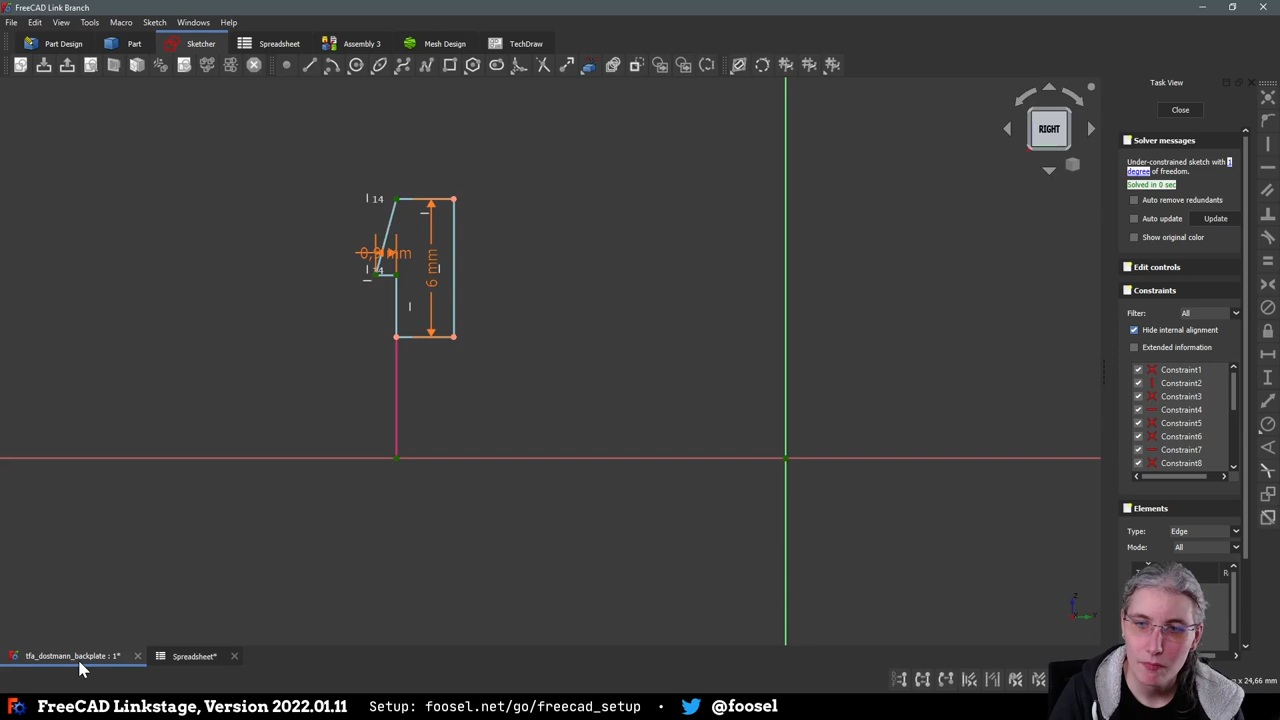 FreeCAD Link Branch
File Edit View Tools Macro Sketch Windows Help
Part Design Part Sketcher Spreadsheet Assembly 3 Mesh Design TechDraw
Task View
Close
RIGHT
Solver messages
Under-constrained sketch with 1
degree of freedom.
Solved in 0 sec
Auto remove redundants
Auto update Update
Show original color
Edit controls
Constraints
Filter: All
Hide internal alignment
Extended information
Constraint1
Constraint2
Constraint3
Constraint4
Constraint5
Constraint6
Constraint7
Constraint8
Elements
Type: Edge
Mode: All
14
6 mm
tfa_dostmann_backplate : 1* Spreadsheet*
m x 24,66 mm
FreeCAD Linkstage, Version 2022.01.11 Setup: foosel.net/go/freecad_setup @foosel